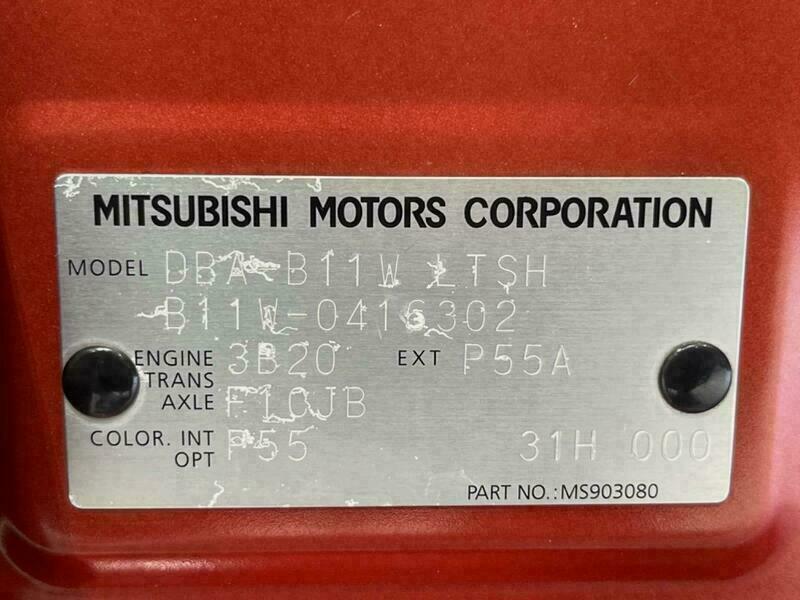 MITSUBISHI MOTORS CORPORATION
MODEL DBA-B11W LTSH
B11W-0416302
ENGINE 3B20 EXT P55A
TRANS
AXLE F1CJB
COLOR. INT P55 31H 000
OPT
PART NO.: MS903080